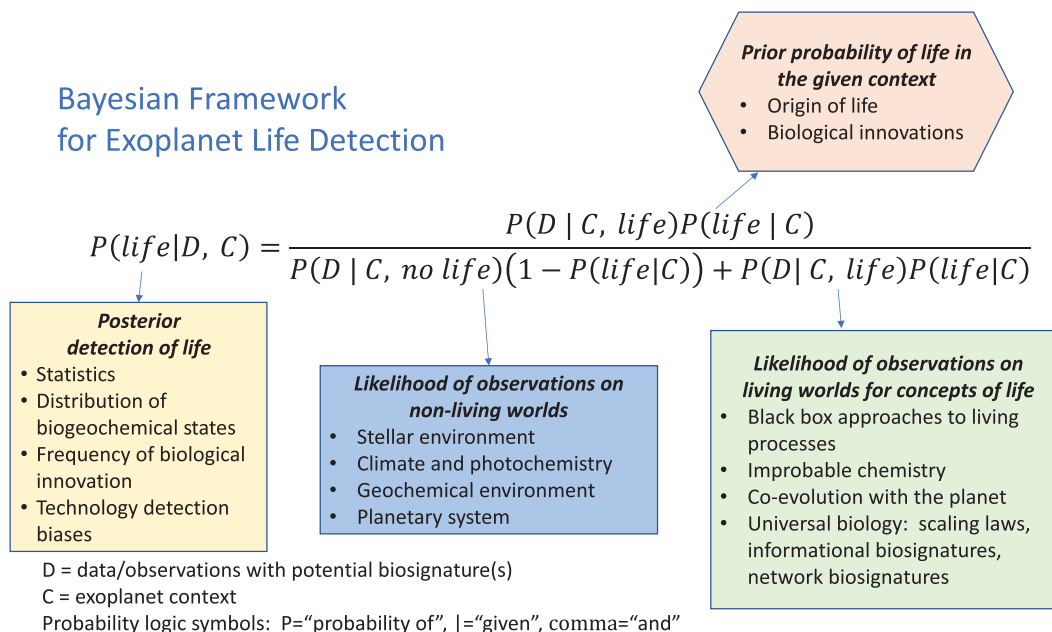 Bayesian Framework
for Exoplanet Life Detection
Prior probability of life in
the given context
• Origin of life
• Biological innovations
P(life|D, C) = P(D | C, life)P(life | C)
P(D | C, no life)(1 − P(life|C)) + P(D| C, life)P(life|C)
Posterior
detection of life
• Statistics
• Distribution of
biogeochemical states
• Frequency of biological
innovation
• Technology detection
biases
Likelihood of observations on
non-living worlds
• Stellar environment
• Climate and photochemistry
• Geochemical environment
• Planetary system
Likelihood of observations on
living worlds for concepts of life
• Black box approaches to living
processes
• Improbable chemistry
• Co-evolution with the planet
• Universal biology: scaling laws,
informational biosignatures,
network biosignatures
D = data/observations with potential biosignature(s)
C = exoplanet context
Probability logic symbols: P=“probability of”, |=“given”, comma=“and”